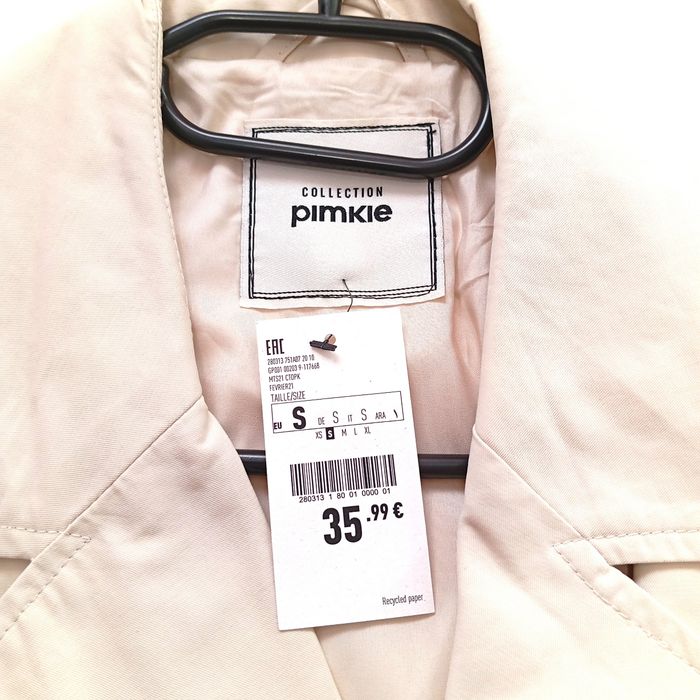 COLLECTION
pimkie
EAC
280313 751A07 20 10
GP001 00203 9-117668
MTS21 CTOPK
FEVRIER21
TAILLE/SIZE
EU S DE S IT S ARA
XS S M L XL
280313 1 80 01 0000 01
35.99 €
Recycled paper